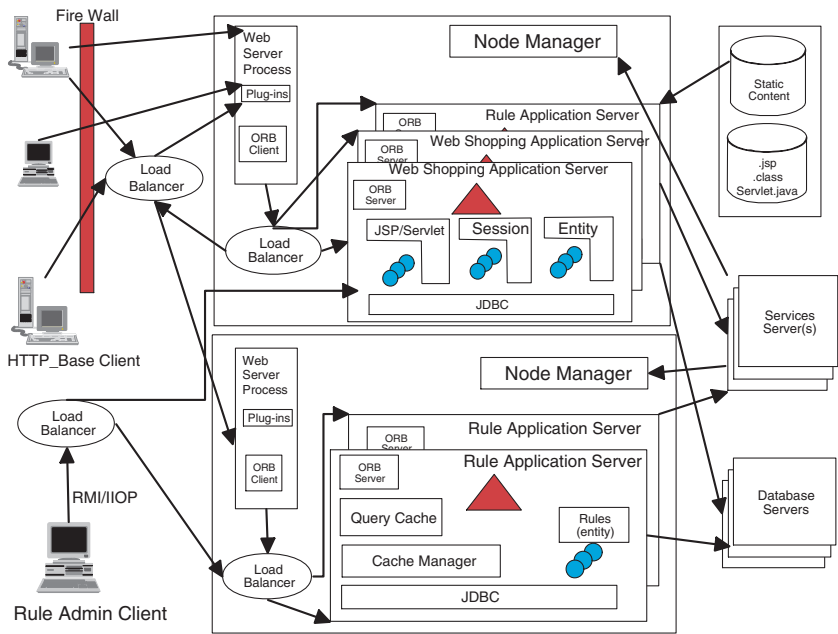 Fire Wall
Web
Server
Process
Plug-ins
ORB
Client
Node Manager
Static
Content
.jsp
.class
Servlet.java
Load
Balancer
Load
Balancer
Rule Application Server
ORB
Web Shopping Application Server
ORB
Server
Web Shopping Application Server
ORB
Server
JSP/Servlet
Session
Entity
JDBC
HTTP_Base Client
Services
Server(s)
Web
Server
Process
Plug-ins
ORB
Client
Node Manager
Load
Balancer
RMI/IIOP
Rule Admin Client
Load
Balancer
Rule Application Server
ORB
Server
Rule Application Server
ORB
Server
Query Cache
Rules
(entity)
Cache Manager
JDBC
Database
Servers